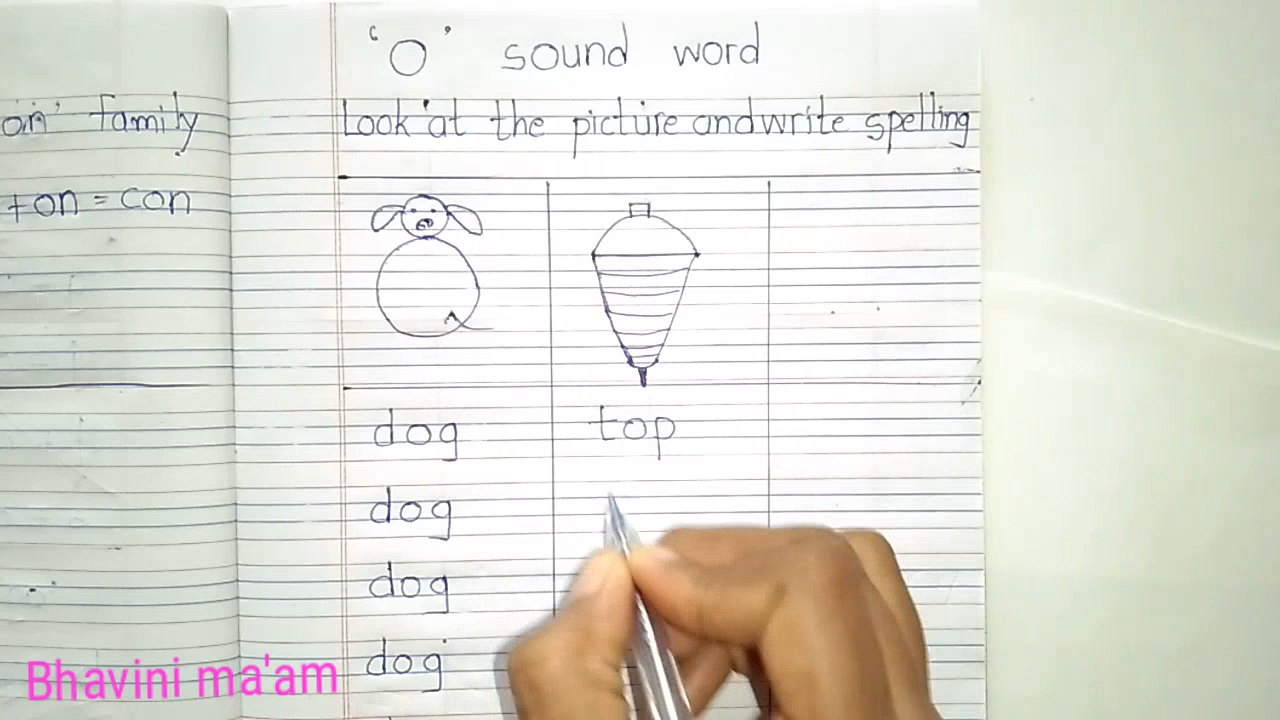 'O' sound word
on' family
Look at the picture and write spelling
+ on = con
dog
top
dog
dog
dog
Bhavini ma'am